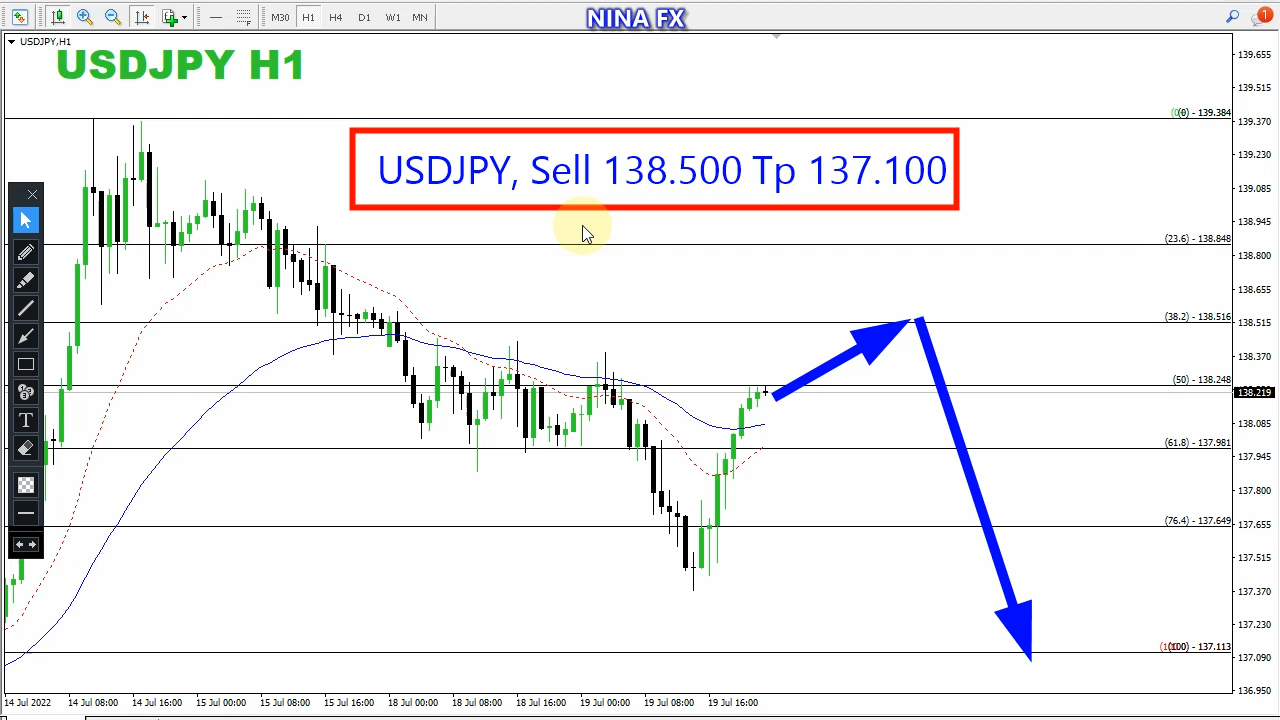 M30 H1 H4 D1 W1 MN
NINA FX
1
USDJPY,H1
USDJPY H1
USDJPY, Sell 138.500 Tp 137.100
(0) - 139.384
(23.6) - 138.848
(38.2) - 138.516
(50) - 138.248
(61.8) - 137.981
(76.4) - 137.649
(100) - 137.113
139.655
139.515
139.370
139.230
139.085
138.945
138.800
138.655
138.515
138.370
138.219
138.085
137.945
137.800
137.655
137.515
137.370
137.230
137.090
136.950
T
14 Jul 2022 14 Jul 08:00 14 Jul 16:00 15 Jul 00:00 15 Jul 08:00 15 Jul 16:00 18 Jul 00:00 18 Jul 08:00 18 Jul 16:00 19 Jul 00:00 19 Jul 08:00 19 Jul 16:00